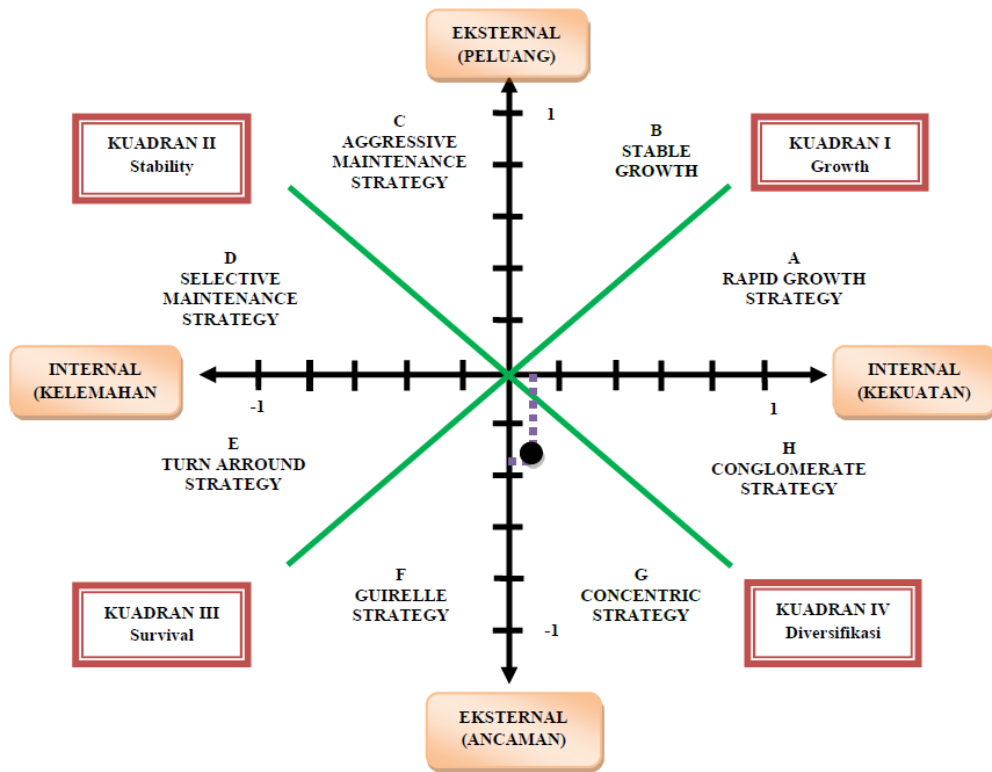 EKSTERNAL
(PELUANG)
C
AGGRESSIVE
MAINTENANCE
STRATEGY
1
B
STABLE
GROWTH
KUADRAN II
Stability
KUADRAN I
Growth
D
SELECTIVE
MAINTENANCE
STRATEGY
A
RAPID GROWTH
STRATEGY
INTERNAL
(KELEMAHAN
-1
1
INTERNAL
(KEKUATAN)
E
TURN ARROUND
STRATEGY
H
CONGLOMERATE
STRATEGY
KUADRAN III
Survival
F
GUIRELLE
STRATEGY
G
CONCENTRIC
STRATEGY
KUADRAN IV
Diversifikasi
-1
EKSTERNAL
(ANCAMAN)